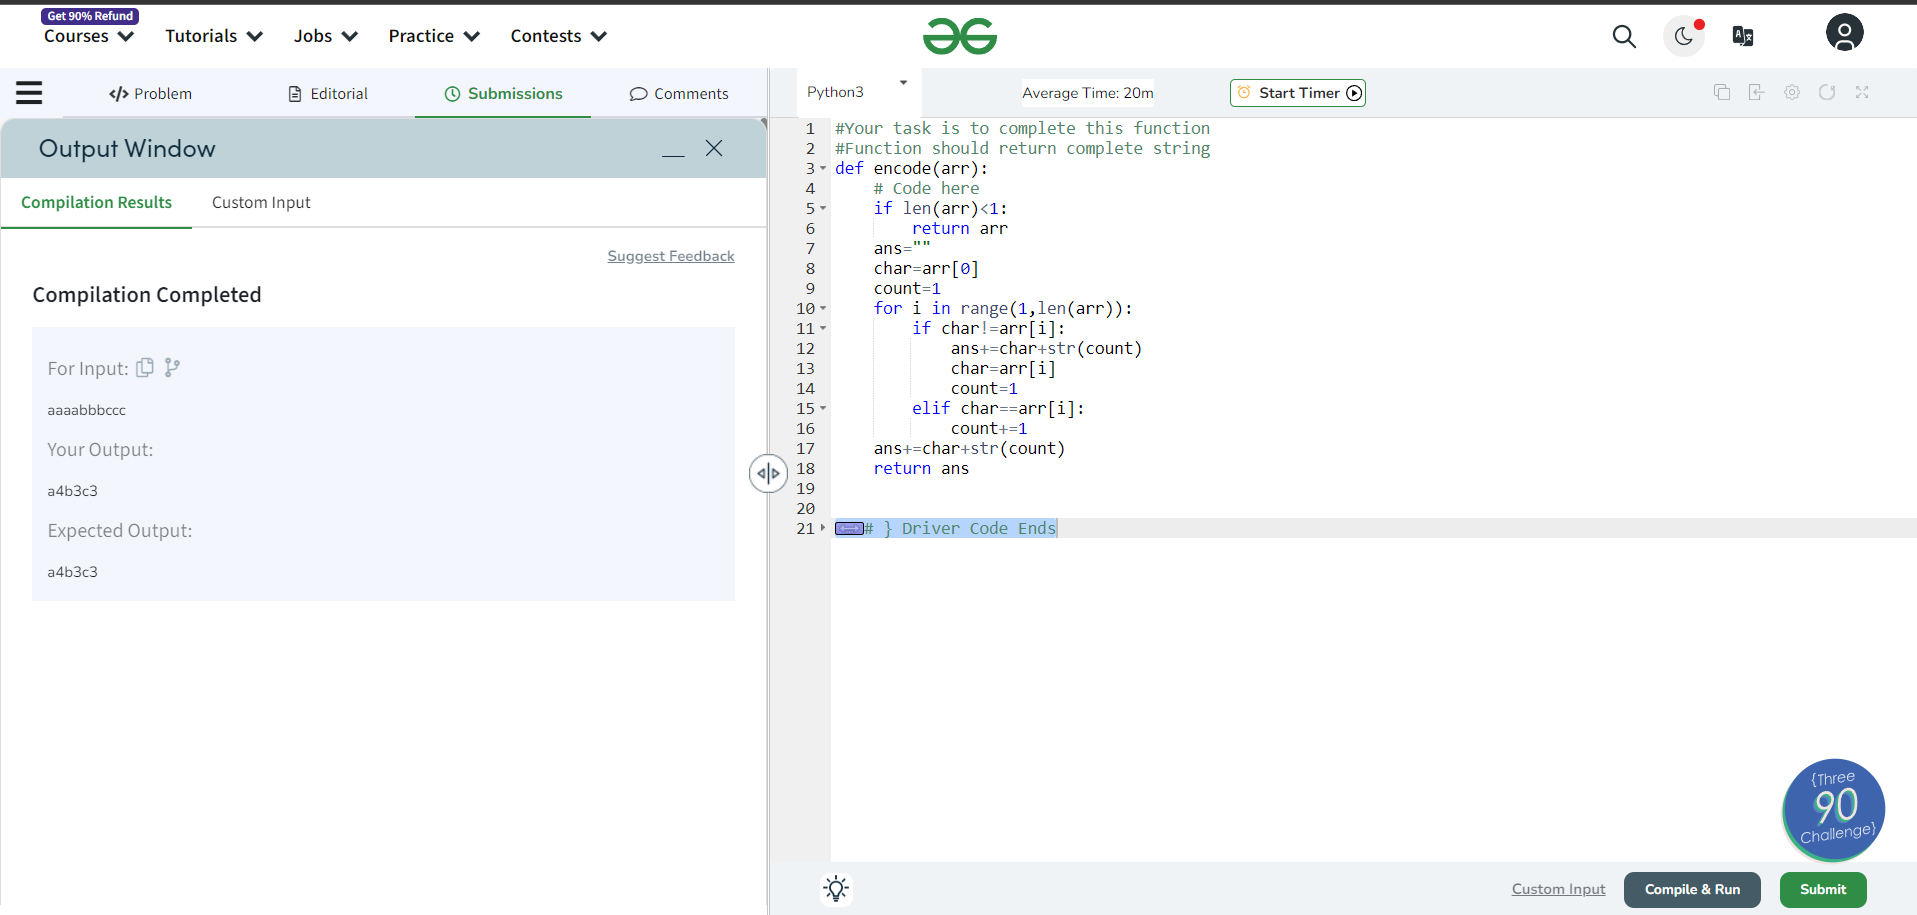 Get 90% Refund
Courses Tutorials Jobs Practice Contests
Problem Editorial Submissions Comments
Output Window
Compilation Results Custom Input
Suggest Feedback
Compilation Completed
For Input:
aaaabbbccc
Your Output:
a4b3c3
Expected Output:
a4b3c3
Python3 Average Time: 20m Start Timer
1 #Your task is to complete this function
2 #Function should return complete string
3 def encode(arr):
4     # Code here
5     if len(arr)<1:
6         return arr
7     ans=""
8     char=arr[0]
9     count=1
10     for i in range(1,len(arr)):
11         if char!=arr[i]:
12             ans+=char+str(count)
13             char=arr[i]
14             count=1
15         elif char==arr[i]:
16             count+=1
17     ans+=char+str(count)
18     return ans
19
20
21 # } Driver Code Ends
{Three
90
Challenge}
Custom Input Compile & Run Submit